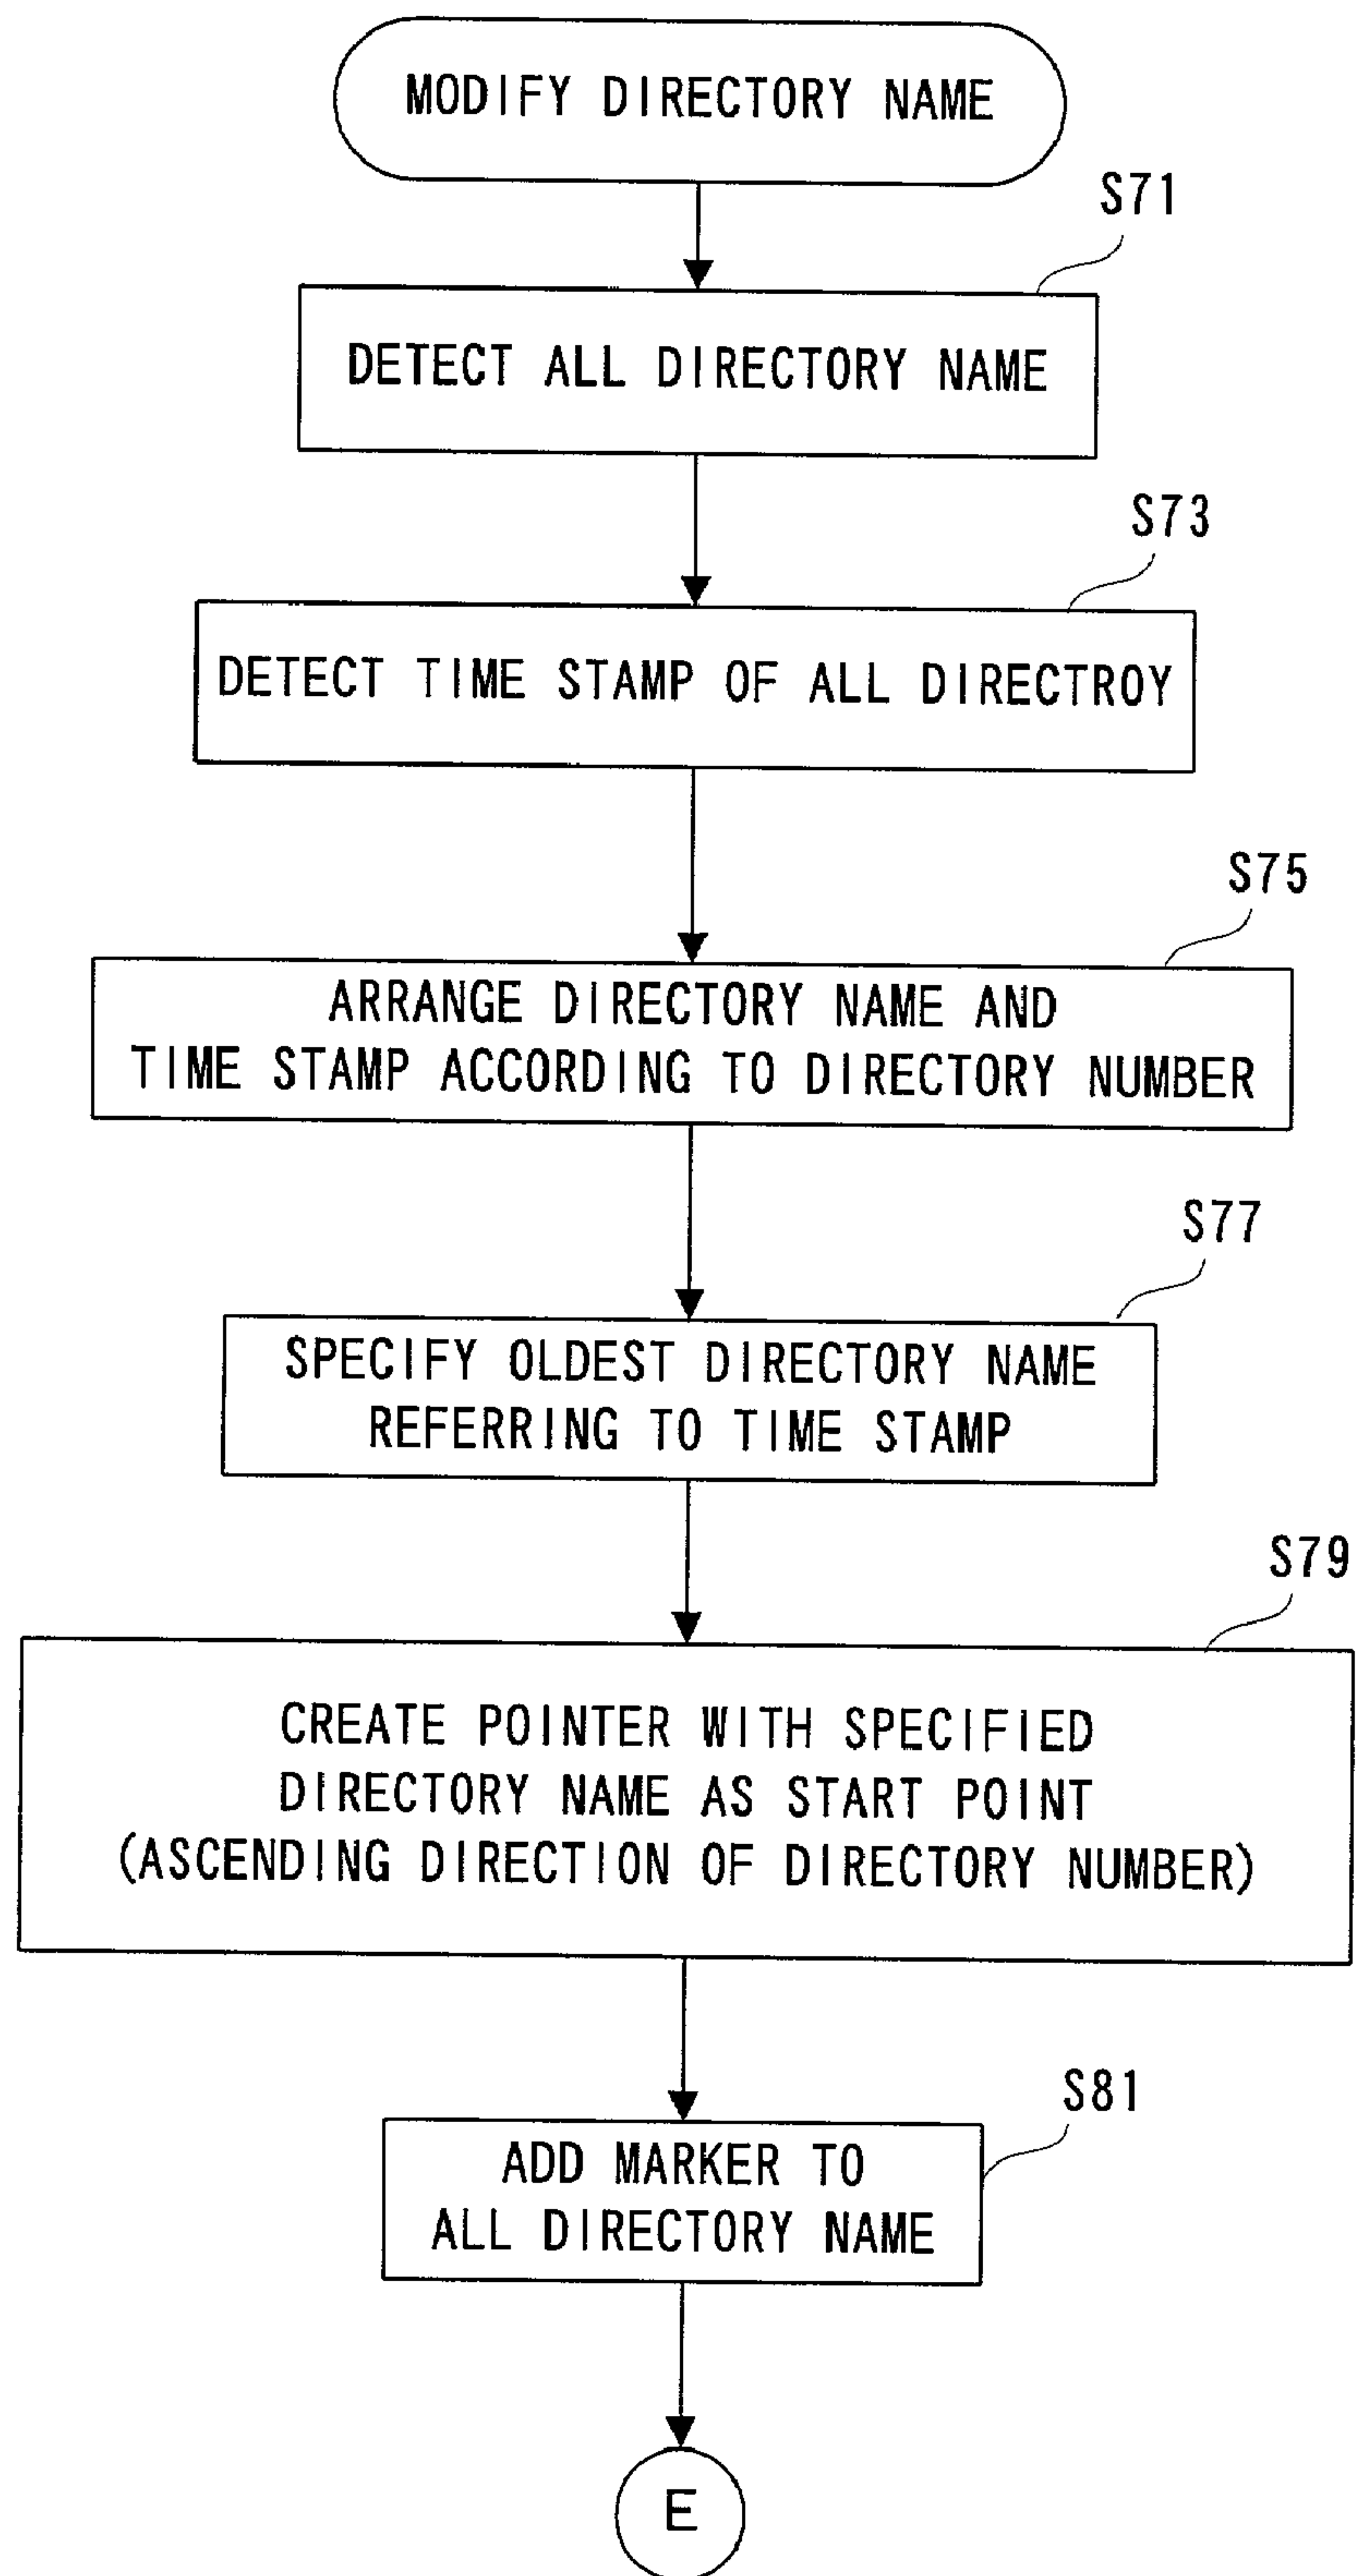 MODIFY DIRECTORY NAME
S71
DETECT ALL DIRECTORY NAME
S73
DETECT TIME STAMP OF ALL DIRECTROY
S75
ARRANGE DIRECTORY NAME AND
TIME STAMP ACCORDING TO DIRECTORY NUMBER
S77
SPECIFY OLDEST DIRECTORY NAME
REFERRING TO TIME STAMP
S79
CREATE POINTER WITH SPECIFIED
DIRECTORY NAME AS START POINT
(ASCENDING DIRECTION OF DIRECTORY NUMBER)
S81
ADD MARKER TO
ALL DIRECTORY NAME
E